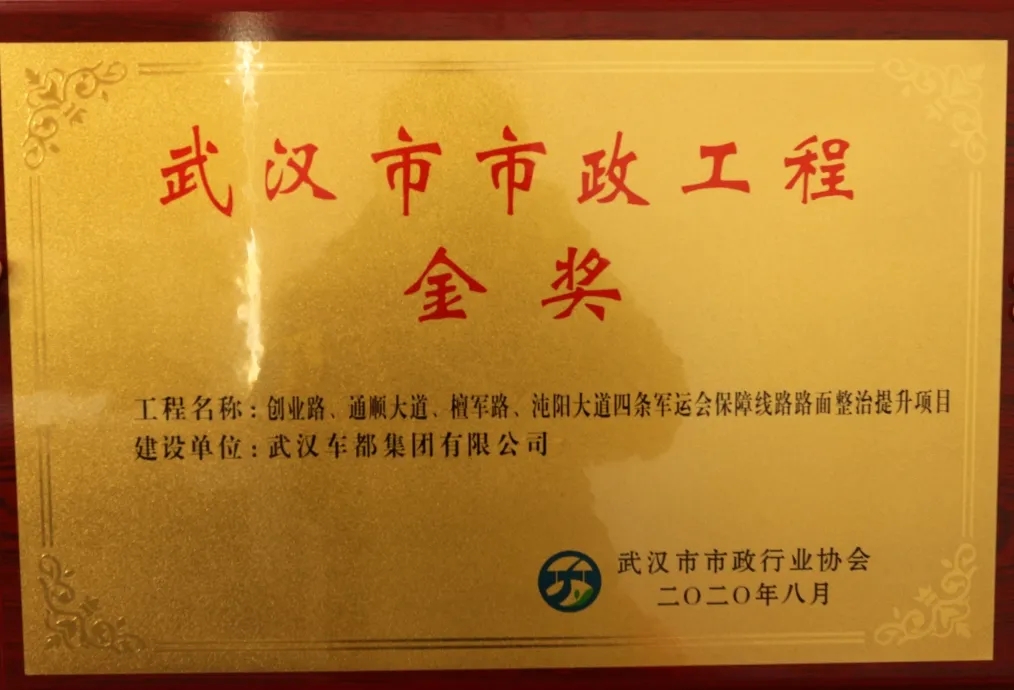 武汉市市政工程
金奖
工程名称：创业路、通顺大道、檀军路、沌阳大道四条军运会保障线路路面整治提升项目
建设单位：武汉车都集团有限公司
武汉市市政行业协会
二〇二〇年八月